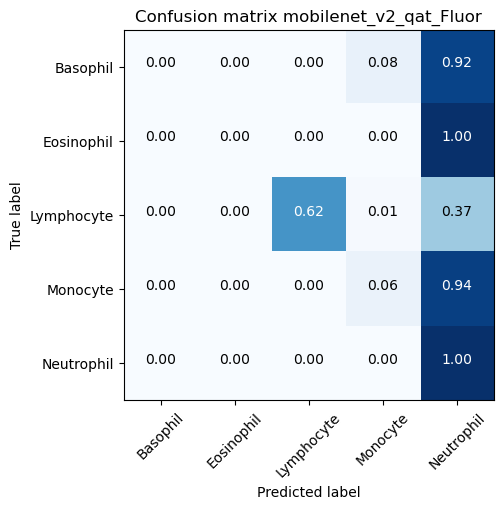 Confusion matrix mobilenet_v2_qat_Fluor
Basophil 0.00 0.00 0.00 0.08 0.92
Eosinophil 0.00 0.00 0.00 0.00 1.00
Lymphocyte 0.00 0.00 0.62 0.01 0.37
Monocyte 0.00 0.00 0.00 0.06 0.94
Neutrophil 0.00 0.00 0.00 0.00 1.00
True label
Basophil Eosinophil Lymphocyte Monocyte Neutrophil
Predicted label